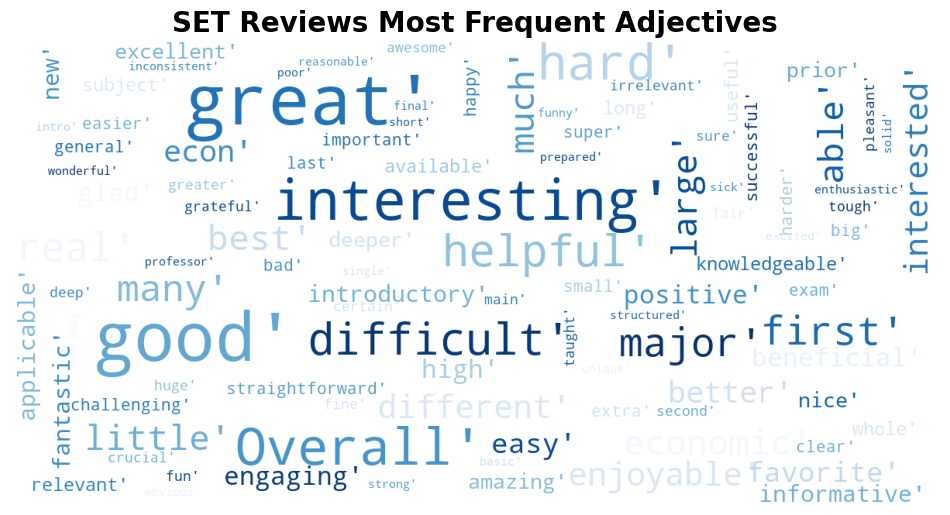 SET Reviews Most Frequent Adjectives
new'
excellent'
inconsistent'
subject'
reasonable'
poor'
awesome'
great'
final'
short'
happy'
much'
hard'
funny'
irrelevant'
long'
useful'
prior'
pleasant'
solid'
interested'
able'
intro'
easier'
general'
econ'
important'
super'
sure'
successful'
wonderful'
last'
available'
prepared'
large'
glad'
greater'
grateful'
interesting'
sick'
enthusiastic'
fair'
harder'
tough'
real'
best'
deeper'
helpful'
excited'
big'
professor'
bad'
single'
knowledgeable'
applicable'
deep'
many'
introductory'
certain'
main'
small'
positive'
exam'
good'
difficult'
taught'
structured'
major'
first'
fantastic'
high'
unique'
beneficial'
huge'
straightforward'
better'
challenging'
fine'
different'
extra'
second'
nice'
little'
Overall'
easy'
economic'
clear'
whole'
crucial'
basic'
relevant'
fun'
engaging'
strong'
amazing'
enjoyable'
favorite'
obvious'
informative'